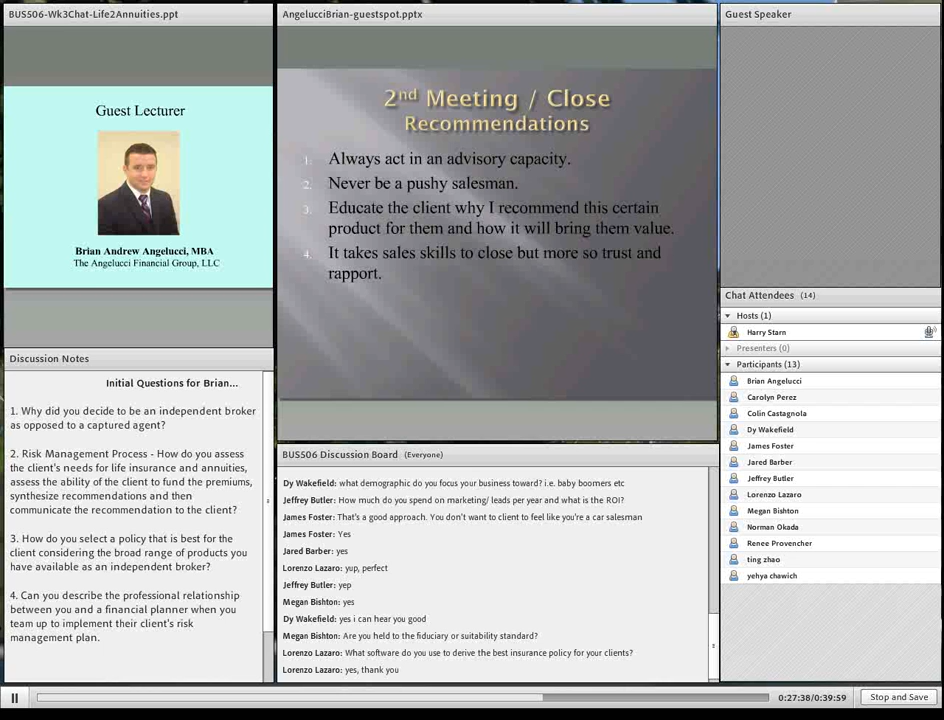 BUS506-Wk3Chat-Life2Annuities.ppt
Guest Lecturer
Brian Andrew Angelucci, MBA
The Angelucci Financial Group, LLC
Discussion Notes
Initial Questions for Brian...
1. Why did you decide to be an independent broker
as opposed to a captured agent?
2. Risk Management Process - How do you assess
the client's needs for life insurance and annuities,
assess the ability of the client to fund the premiums,
synthesize recommendations and then
communicate the recommendation to the client?
3. How do you select a policy that is best for the
client considering the broad range of products you
have available as an independent broker?
4. Can you describe the professional relationship
between you and a financial planner when you
team up to implement their client's risk
management plan.
AngelucciBrian-guestspot.pptx
2nd Meeting / Close
Recommendations
1. Always act in an advisory capacity.
2. Never be a pushy salesman.
3. Educate the client why I recommend this certain
product for them and how it will bring them value.
4. It takes sales skills to close but more so trust and
rapport.
BUS506 Discussion Board (Everyone)
Dy Wakefield: what demographic do you focus your business toward? i.e. baby boomers etc
Jeffrey Butler: How much do you spend on marketing/ leads per year and what is the ROI?
James Foster: That's a good approach. You don't want to client to feel like you're a car salesman
James Foster: Yes
Jared Barber: yes
Lorenzo Lazaro: yup, perfect
Jeffrey Butler: yep
Megan Bishton: yes
Dy Wakefield: yes i can hear you good
Megan Bishton: Are you held to the fiduciary or suitability standard?
Lorenzo Lazaro: What software do you use to derive the best insurance policy for your clients?
Lorenzo Lazaro: yes, thank you
Guest Speaker
Chat Attendees (14)
Hosts (1)
Harry Starn
Presenters (0)
Participants (13)
Brian Angelucci
Carolyn Perez
Colin Castagnola
Dy Wakefield
James Foster
Jared Barber
Jeffrey Butler
Lorenzo Lazaro
Megan Bishton
Norman Okada
Renee Provencher
ting zhao
yehya chawich
0:27:38/0:39:59
Stop and Save